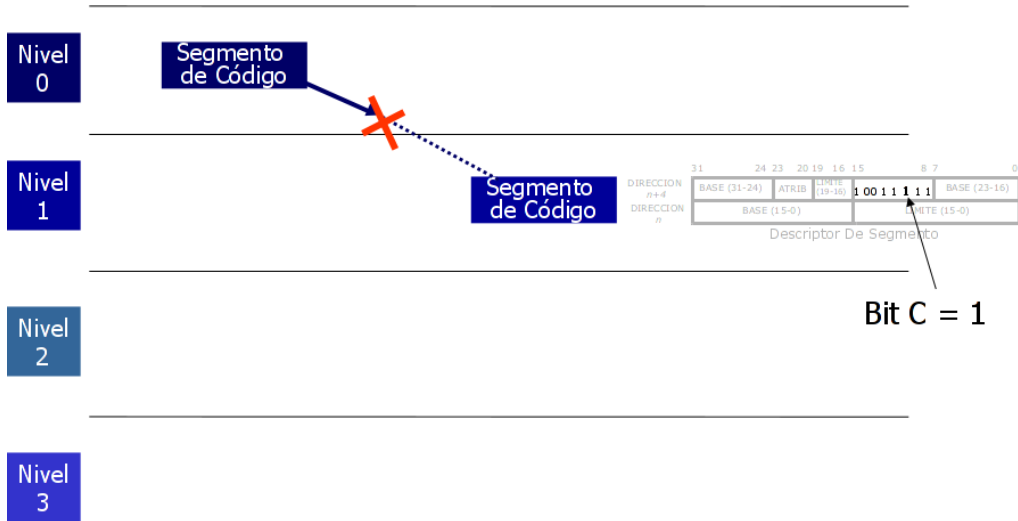 Nivel
0
Segmento
de Código
Nivel
1
Segmento
de Código
31 24 23 20 19 16 15 8 7 0
DIRECCION
n+4
BASE (31-24) ATRIB LIMITE
(19-16) 1 00 1 1 1 1 1 BASE (23-16)
DIRECCION
n
BASE (15-0) LIMITE (15-0)
Descriptor De Segmento
Bit C = 1
Nivel
2
Nivel
3